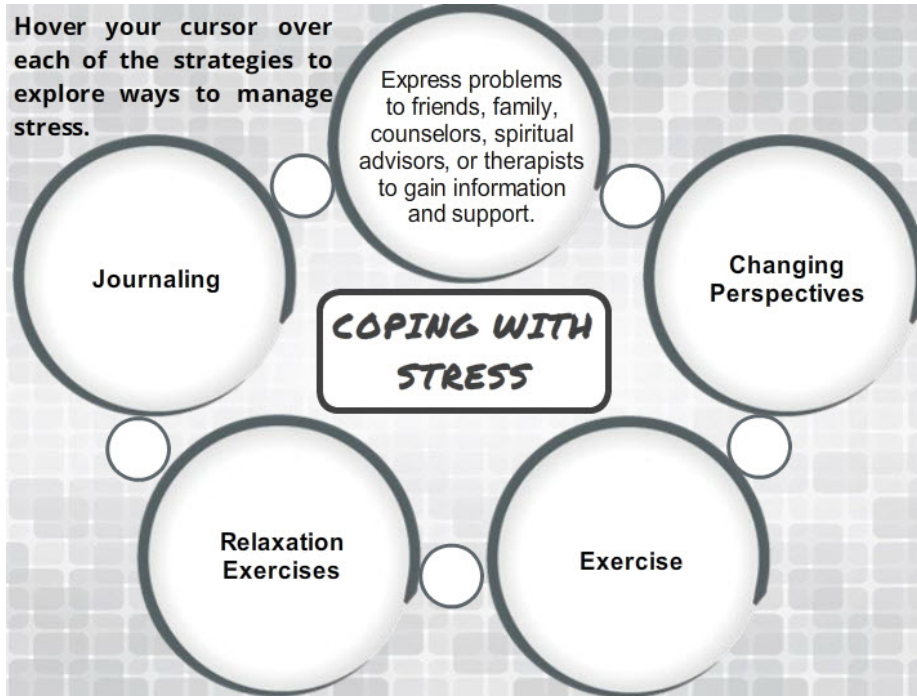 Hover your cursor over
each of the strategies to
explore ways to manage
stress.
Express problems
to friends, family,
counselors, spiritual
advisors, or therapists
to gain information
and support.
Journaling
Changing
Perspectives
COPING WITH
STRESS
Relaxation
Exercises
Exercise